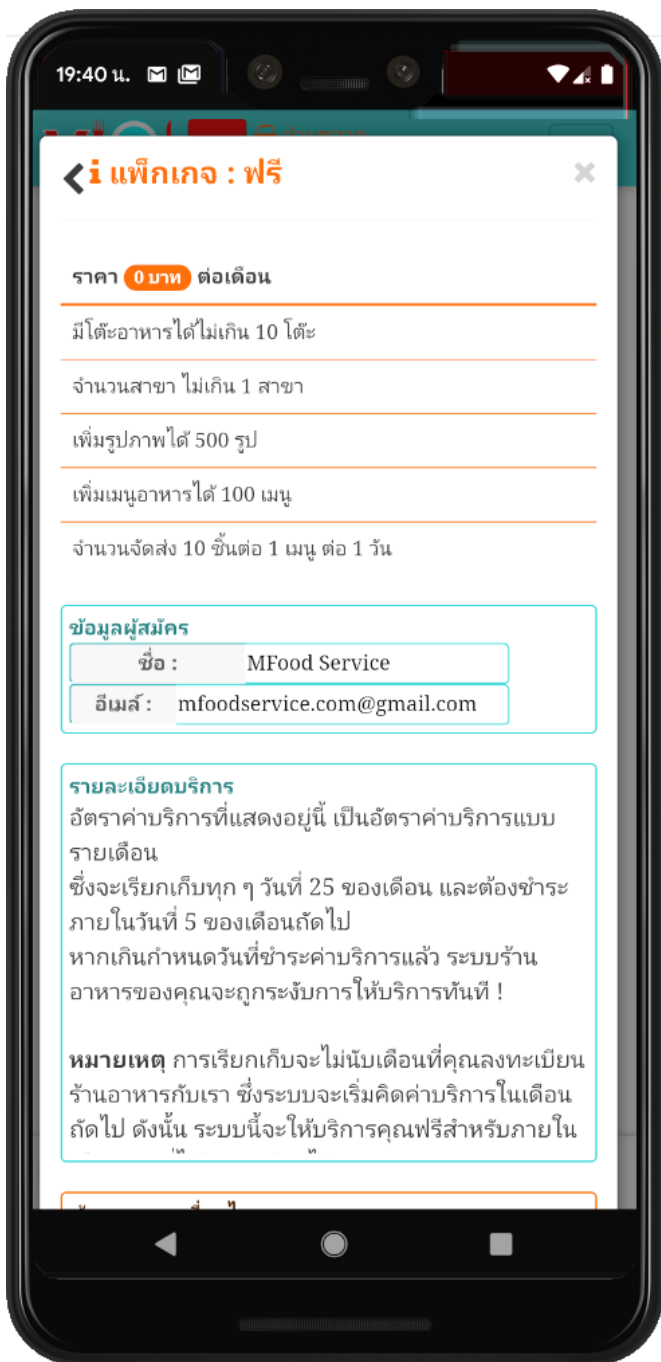 19:40 น.
แพ็กเกจ : ฟรี
ราคา 0 บาท ต่อเดือน
มีโต๊ะอาหารได้ไม่เกิน 10 โต๊ะ
จำนวนสาขา ไม่เกิน 1 สาขา
เพิ่มรูปภาพได้ 500 รูป
เพิ่มเมนูอาหารได้ 100 เมนู
จำนวนจัดส่ง 10 ชิ้นต่อ 1 เมนู ต่อ 1 วัน
ข้อมูลผู้สมัคร
ชื่อ : MFood Service
อีเมล์ : mfoodservice.com@gmail.com
รายละเอียดบริการ
อัตราค่าบริการที่แสดงอยู่นี้ เป็นอัตราค่าบริการแบบ
รายเดือน
ซึ่งจะเรียกเก็บทุก ๆ วันที่ 25 ของเดือน และต้องชำระ
ภายในวันที่ 5 ของเดือนถัดไป
หากเกินกำหนดวันที่ชำระค่าบริการแล้ว ระบบร้าน
อาหารของคุณจะถูกระงับการให้บริการทันที !
หมายเหตุ การเรียกเก็บจะไม่นับเดือนที่คุณลงทะเบียน
ร้านอาหารกับเรา ซึ่งระบบจะเริ่มคิดค่าบริการในเดือน
ถัดไป ดังนั้น ระบบนี้จะให้บริการคุณฟรีสำหรับภายใน